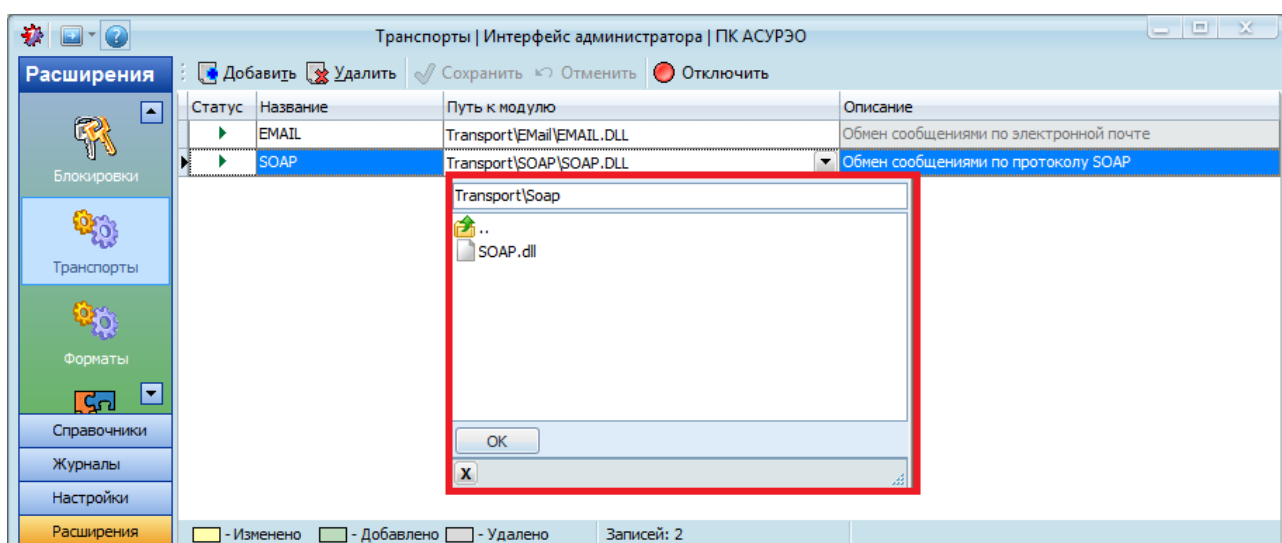 Транспорты | Интерфейс администратора | ПК АСУРЭО
Расширения
Добавить Удалить Сохранить Отменить Отключить
Статус Название Путь к модулю Описание
EMAIL Transport\EMail\EMAIL.DLL Обмен сообщениями по электронной почте
SOAP Transport\SOAP\SOAP.DLL Обмен сообщениями по протоколу SOAP
Блокировки
Transport\Soap
..
SOAP.dll
Транспорты
Форматы
Справочники
OK
Журналы
X
Настройки
Расширения
- Изменено - Добавлено - Удалено Записей: 2